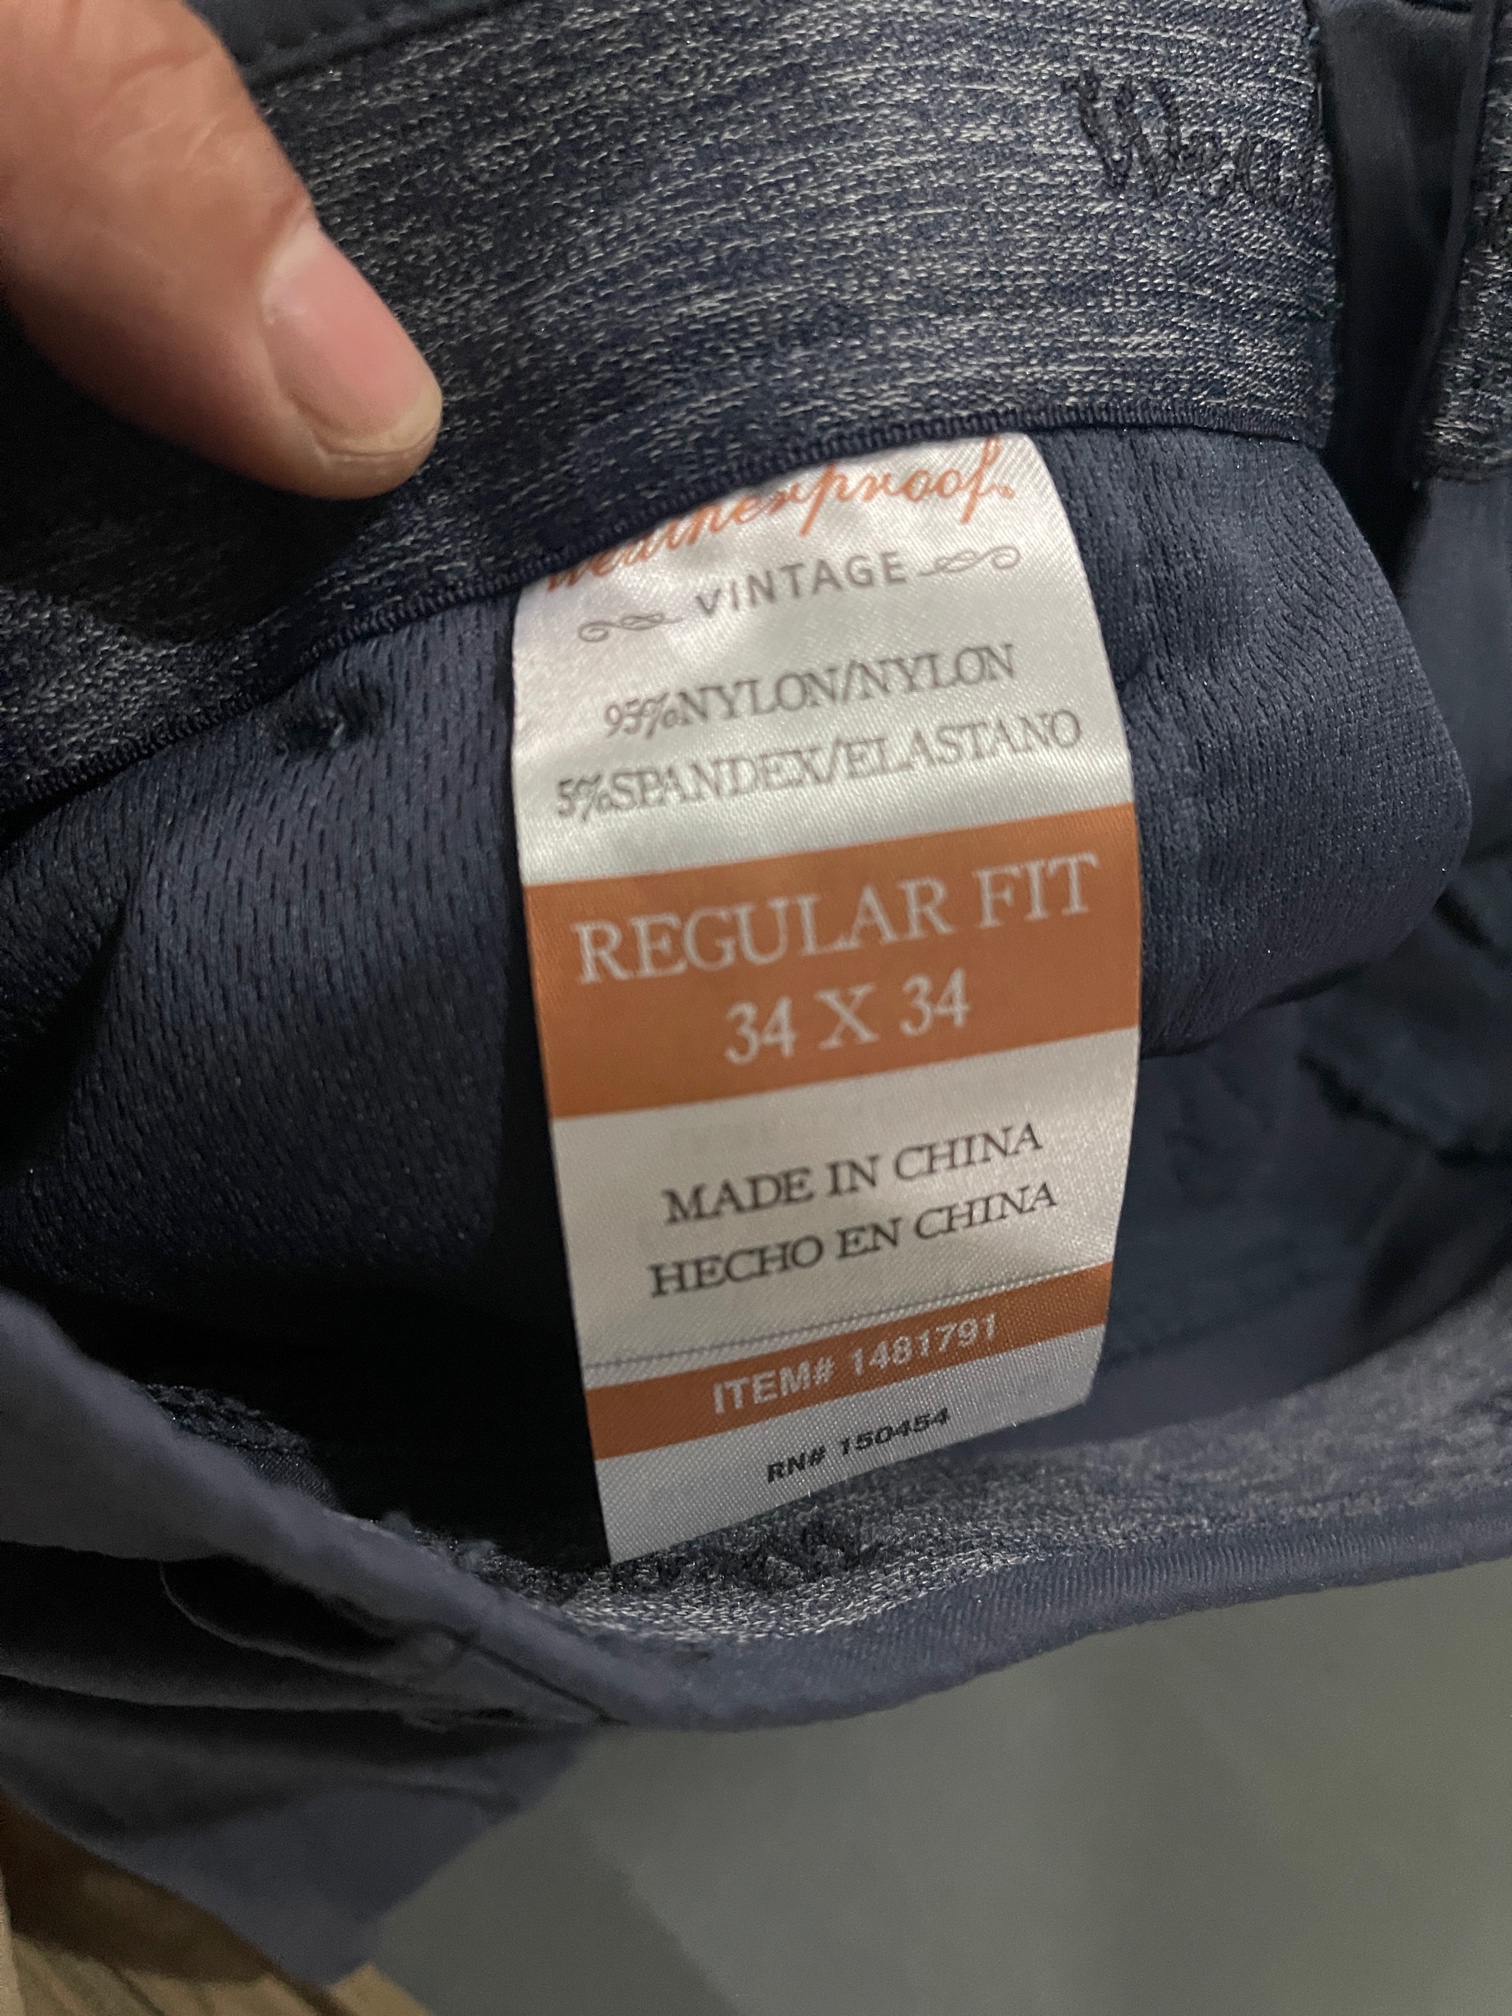 Weatherproof.
VINTAGE
95%NYLON/NYLON
5%SPANDEX/ELASTANO
REGULAR FIT
34 X 34
MADE IN CHINA
HECHO EN CHINA
ITEM# 1481791
RN# 150454